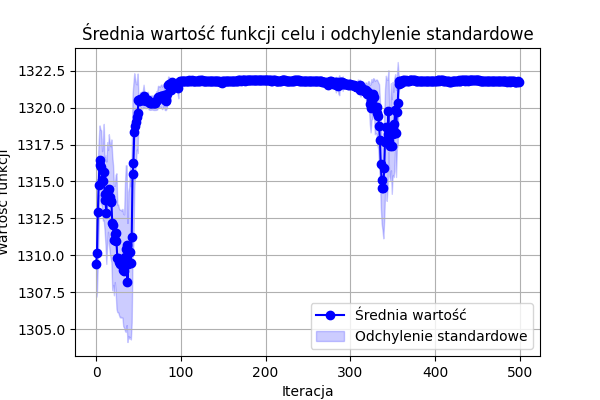 Średnia wartość funkcji celu i odchylenie standardowe
Wartość funkcji
1322.5
1320.0
1317.5
1315.0
1312.5
1310.0
1307.5
1305.0
Średnia wartość
Odchylenie standardowe
0 100 200 300 400 500
Iteracja